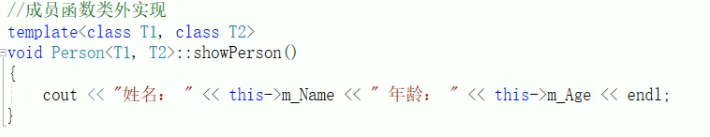 //成员函数类外实现
template<class T1, class T2>
void Person<T1, T2>::showPerson()
{
    cout << "姓名： " << this->m_Name << " 年龄： " << this->m_Age << endl;
}